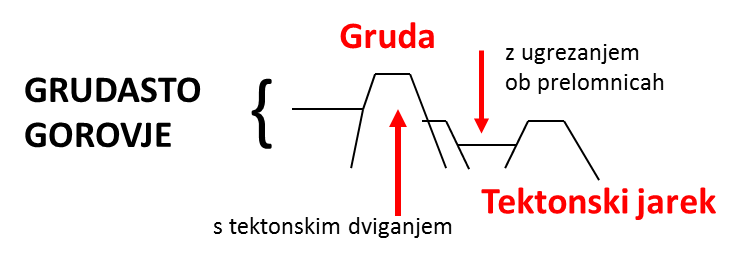 Gruda
z ugrezanjem
ob prelomnicah
GRUDASTO
GOROVJE
{
Tektonski jarek
s tektonskim dviganjem